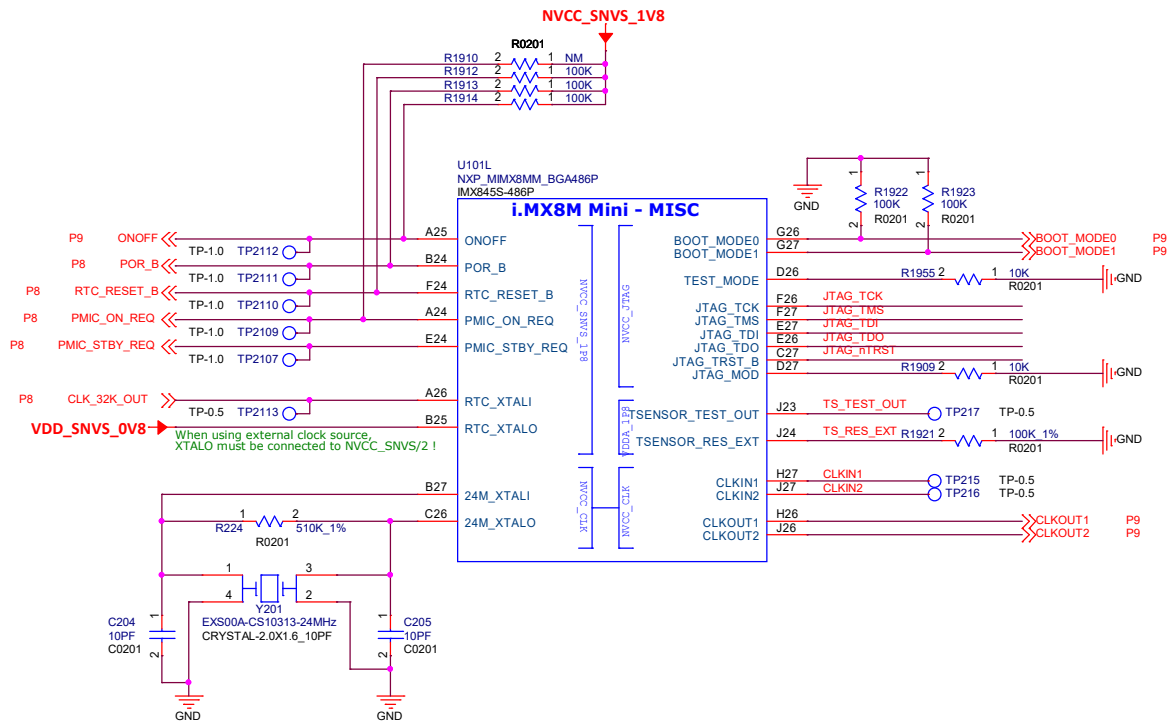 NVCC_SNVS_1V8
R0201
R1910 2 1 NM
R1912 2 1 100K
R1913 2 1 100K
R1914 2 1 100K
U101L
NXP_MIMX8MM_BGA486P
IMX845S-486P
i.MX8M Mini - MISC
GND
1 1
R1922 R1923
100K 100K
2 R0201 2 R0201
P9 ONOFF A25 ONOFF
TP-1.0 TP2112
P8 POR_B B24 POR_B
TP-1.0 TP2111
P8 RTC_RESET_B F24 RTC_RESET_B
TP-1.0 TP2110
P8 PMIC_ON_REQ A24 PMIC_ON_REQ
TP-1.0 TP2109
P8 PMIC_STBY_REQ E24 PMIC_STBY_REQ
TP-1.0 TP2107
P8 CLK_32K_OUT A26 RTC_XTALI
TP-0.5 TP2113
VDD_SNVS_0V8 B25 RTC_XTALO
When using external clock source,
XTALO must be connected to NVCC_SNVS/2 !
B27 24M_XTALI
C26 24M_XTALO
NVCC_SNVS_1P8
NVCC_JTAG
VDDA_1P8
NVCC_CLK
NVCC_CLK
BOOT_MODE0 G26 BOOT_MODE0 P9
BOOT_MODE1 G27 BOOT_MODE1 P9
TEST_MODE D26 R1955 2 1 10K GND
R0201
JTAG_TCK F26 JTAG_TCK
JTAG_TMS F27 JTAG_TMS
JTAG_TDI E27 JTAG_TDI
JTAG_TDO E26 JTAG_TDO
JTAG_TRST_B C27 JTAG_nTRST
JTAG_MOD D27 R1909 2 1 10K GND
R0201
TSENSOR_TEST_OUT J23 TS_TEST_OUT TP217 TP-0.5
TSENSOR_RES_EXT J24 TS_RES_EXT R1921 2 1 100K_1% GND
R0201
CLKIN1 H27 CLKIN1 TP215 TP-0.5
CLKIN2 J27 CLKIN2 TP216 TP-0.5
CLKOUT1 H26 CLKOUT1 P9
CLKOUT2 J26 CLKOUT2 P9
1 2
R224 510K_1%
R0201
1 3
4 2
Y201
EXS00A-CS10313-24MHz
CRYSTAL-2.0X1.6_10PF
1
C204
10PF
C0201
2
1
C205
10PF
C0201
2
GND
GND